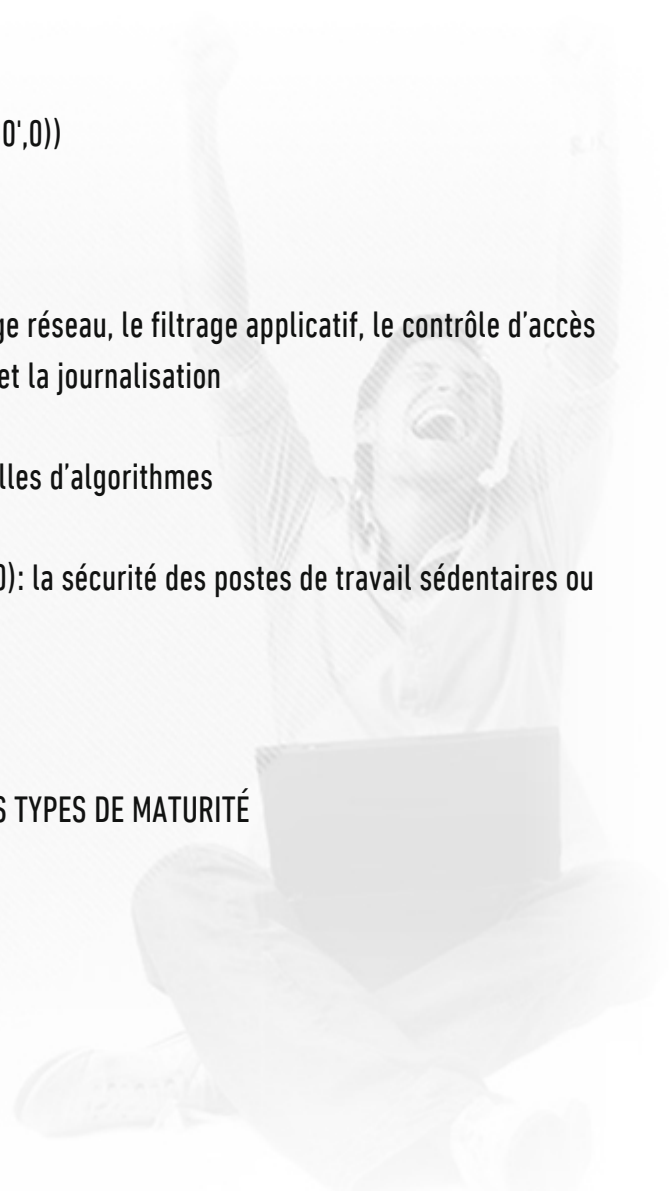 0',0))
ge réseau, le filtrage applicatif, le contrôle d’accès
et la journalisation
lles d’algorithmes
0): la sécurité des postes de travail sédentaires ou
S TYPES DE MATURITÉ